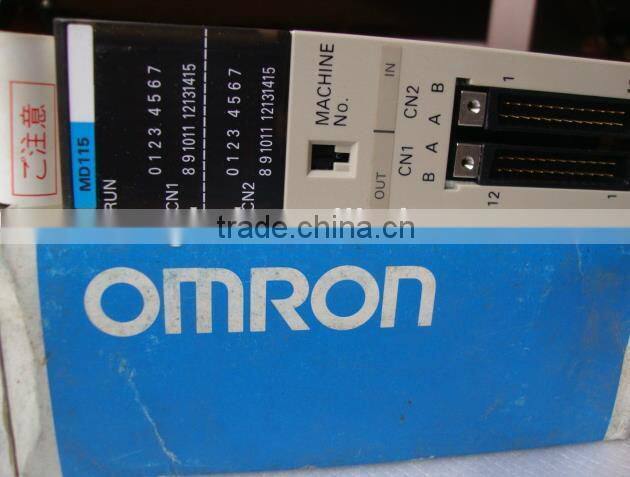 ご注意
MD115
RUN
0 1 2 3 4 5 6 7
CN1
8 9 10 11 12 13 14 15
0 1 2 3 4 5 6 7
CN2
8 9 10 11 12 13 14 15
MACHINE
No.
OUT
IN
CN1
CN2
B A A B
12
1
1
trade.china.cn
OMRON